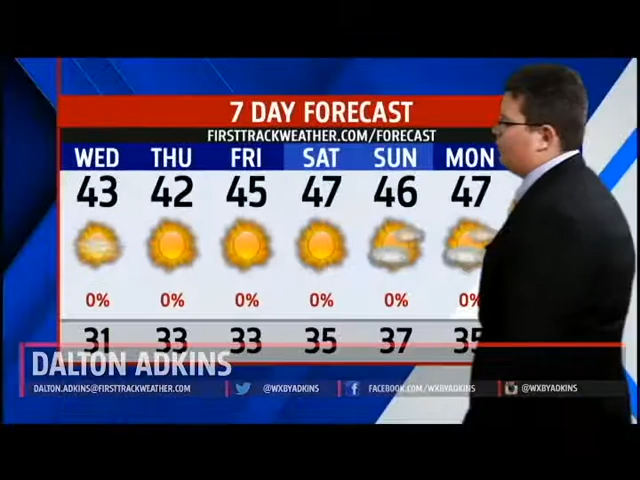 7 DAY FORECAST
FIRSTTRACKWEATHER.COM/FORECAST
WED THU FRI SAT SUN MON
43 42 45 47 46 47
0% 0% 0% 0% 0% 0%
31 33 33 35 37 35
DALTON ADKINS
DALTON.ADKINS@FIRSTTRACKWEATHER.COM @WXBYADKINS FACEBOOK.COM/WXBYADKINS @WXBYADKINS